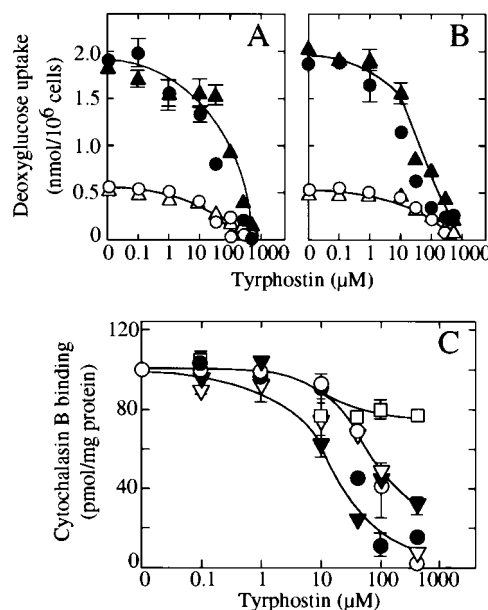 A
B
Deoxyglucose uptake
(nmol/10⁶ cells)
2.0
1.5
1.0
0.5
0
0 0.1 1 10 100 1000
0 0.1 1 10 100 1000
Tyrphostin (µM)
Tyrphostin (µM)
C
Cytochalasin B binding
(pmol/mg protein)
120
80
40
0
0 0.1 1 10 100 1000
Tyrphostin (µM)